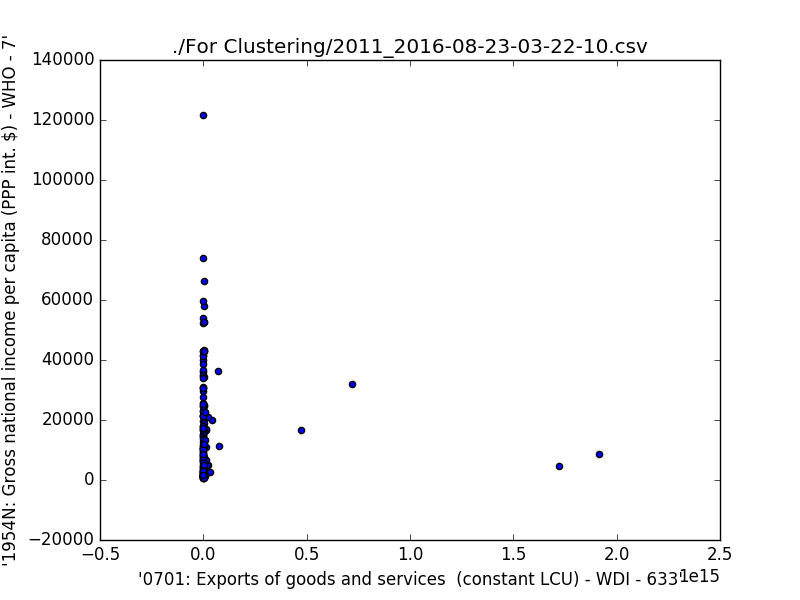 ./For Clustering/2011_2016-08-23-03-22-10.csv
'1954N: Gross national income per capita (PPP int. $) - WHO - 7'
140000
120000
100000
80000
60000
40000
20000
0
−20000
−0.5 0.0 0.5 1.0 1.5 2.0 2.5
1e15
'0701: Exports of goods and services  (constant LCU) - WDI - 633'